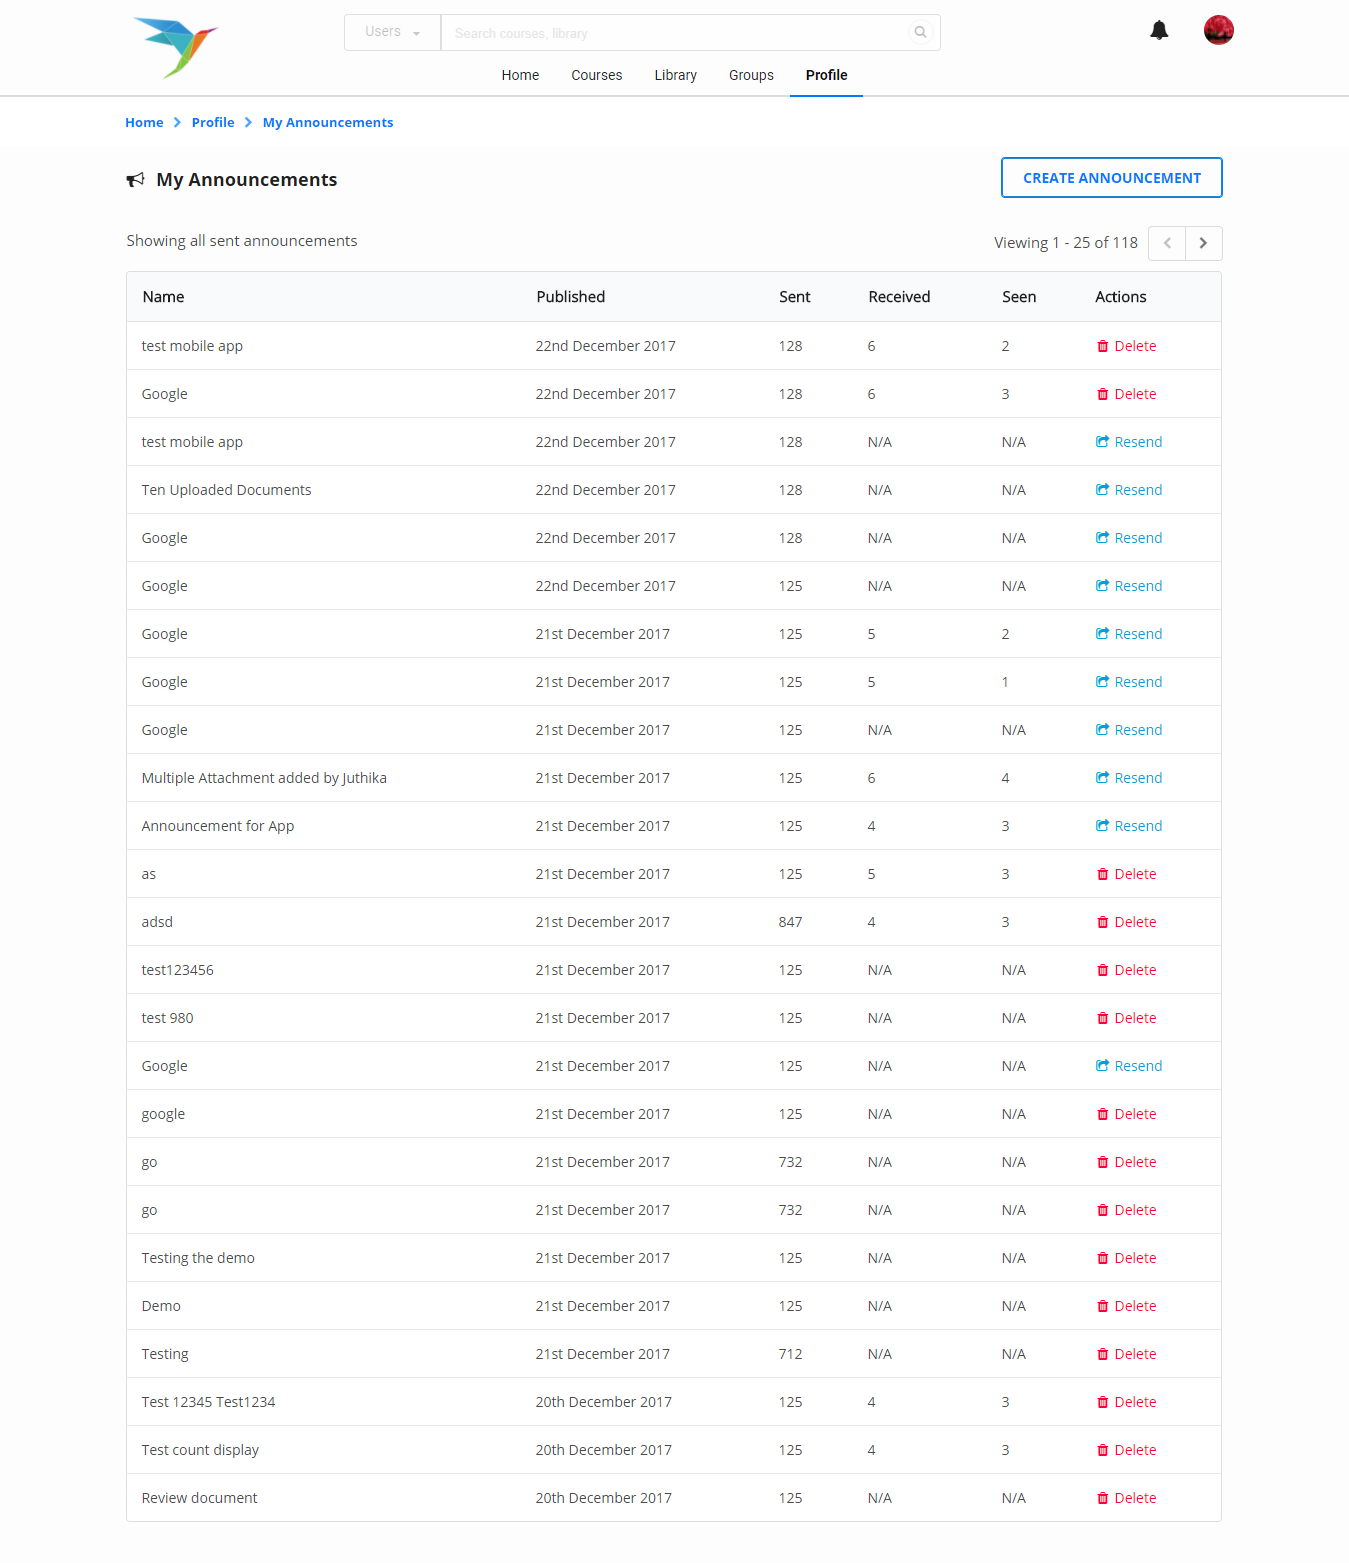 Users Search courses, library
Home Courses Library Groups Profile
Home Profile My Announcements
My Announcements CREATE ANNOUNCEMENT
Showing all sent announcements Viewing 1 - 25 of 118
Name Published Sent Received Seen Actions
test mobile app 22nd December 2017 128 6 2 Delete
Google 22nd December 2017 128 6 3 Delete
test mobile app 22nd December 2017 128 N/A N/A Resend
Ten Uploaded Documents 22nd December 2017 128 N/A N/A Resend
Google 22nd December 2017 128 N/A N/A Resend
Google 22nd December 2017 125 N/A N/A Resend
Google 21st December 2017 125 5 2 Resend
Google 21st December 2017 125 5 1 Resend
Google 21st December 2017 125 N/A N/A Resend
Multiple Attachment added by Juthika 21st December 2017 125 6 4 Resend
Announcement for App 21st December 2017 125 4 3 Resend
as 21st December 2017 125 5 3 Delete
adsd 21st December 2017 847 4 3 Delete
test123456 21st December 2017 125 N/A N/A Delete
test 980 21st December 2017 125 N/A N/A Delete
Google 21st December 2017 125 N/A N/A Resend
google 21st December 2017 125 N/A N/A Delete
go 21st December 2017 732 N/A N/A Delete
go 21st December 2017 732 N/A N/A Delete
Testing the demo 21st December 2017 125 N/A N/A Delete
Demo 21st December 2017 125 N/A N/A Delete
Testing 21st December 2017 712 N/A N/A Delete
Test 12345 Test1234 20th December 2017 125 4 3 Delete
Test count display 20th December 2017 125 4 3 Delete
Review document 20th December 2017 125 N/A N/A Delete